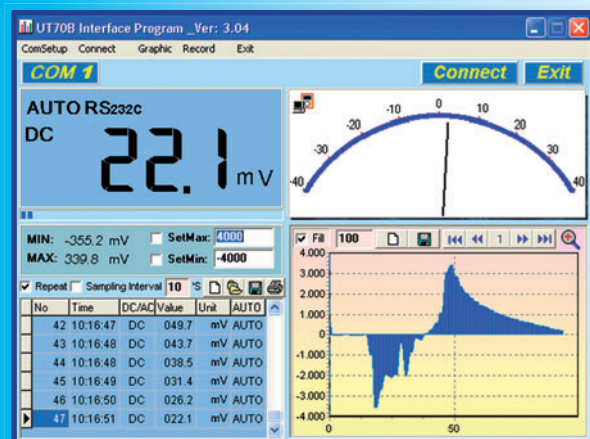 UT70B Interface Program _Ver: 3.04
ComSetup Connect Graphic Record Exit
COM 1 Connect Exit
AUTO RS232C
DC
22.1 mV
-40 -30 -20 -10 0 10 20 30 40
MIN: -355.2 mV SetMax: 4000
MAX: 339.8 mV SetMin: -4000
Repeat Sampling Interval 10 'S
No Time DC/AC Value Unit AUTO
42 10:16:47 DC 049.7 mV AUTO
43 10:16:48 DC 043.7 mV AUTO
44 10:16:48 DC 038.5 mV AUTO
45 10:16:49 DC 031.4 mV AUTO
46 10:16:50 DC 026.2 mV AUTO
47 10:16:51 DC 022.1 mV AUTO
Fill 100 1
4.000
3.000
2.000
1.000
0
-1.000
-2.000
-3.000
-4.000
0 50